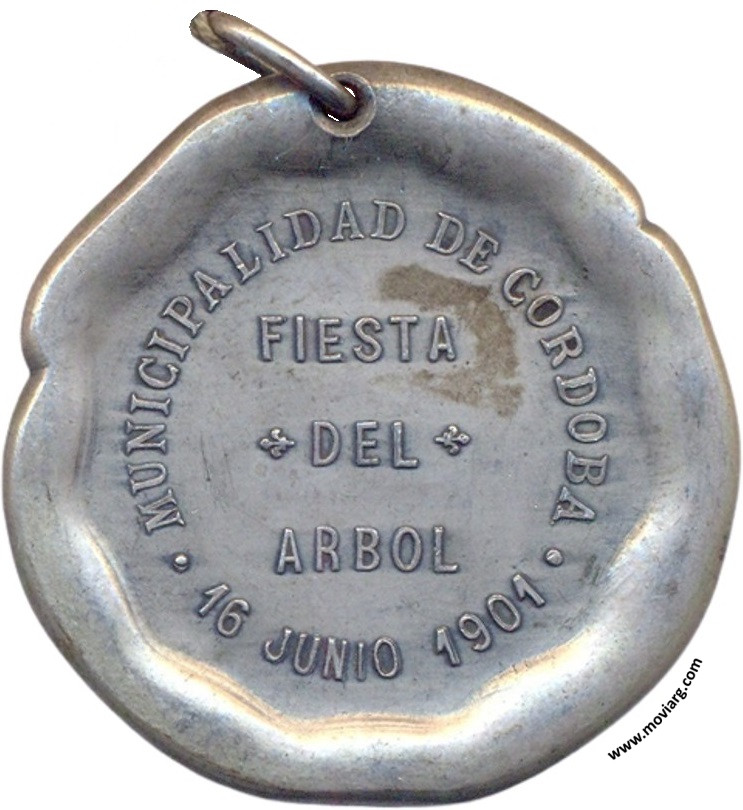 MUNICIPALIDAD DE CORDOBA
FIESTA
DEL
ARBOL
16 JUNIO 1901
www.moviarg.com